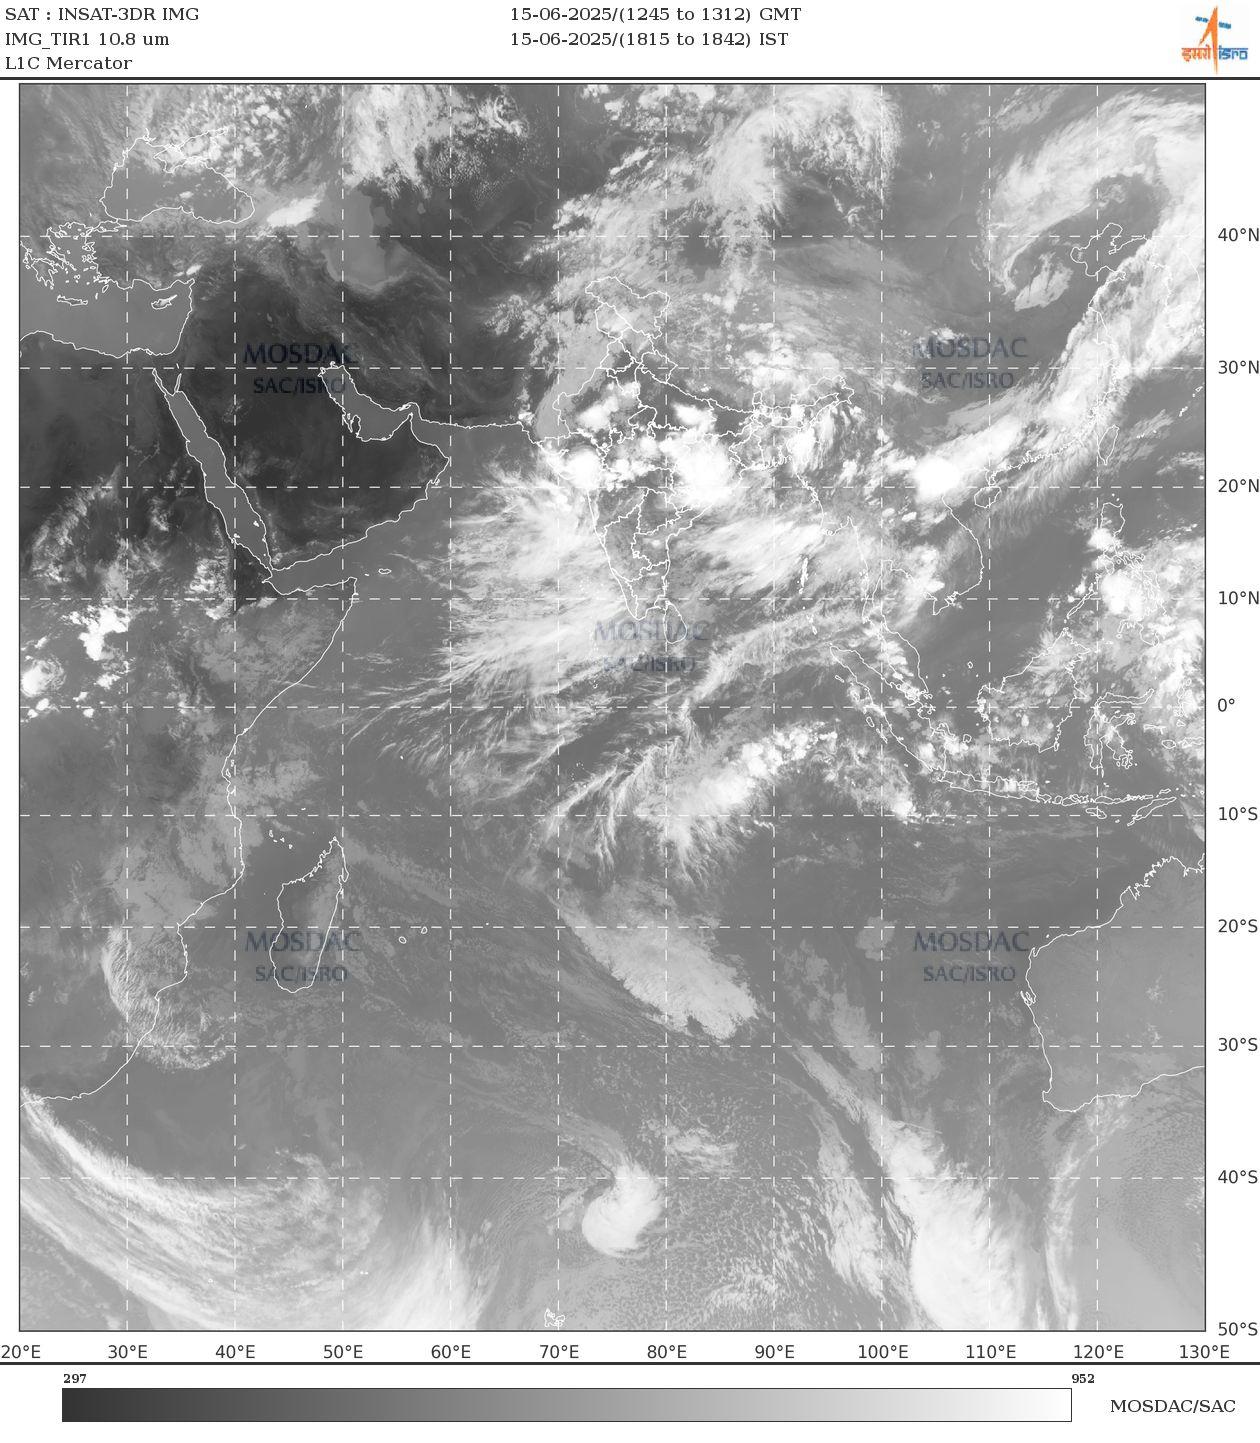 SAT : INSAT-3DR IMG
15-06-2025/(1245 to 1312) GMT
IMG_TIR1 10.8 um
15-06-2025/(1815 to 1842) IST
L1C Mercator
इसरो isro
40°N
MOSDAC
SAC/ISRO
MOSDAC
SAC/ISRO
30°N
20°N
10°N
MOSDAC
SAC/ISRO
0°
10°S
20°S
MOSDAC
SAC/ISRO
MOSDAC
SAC/ISRO
30°S
40°S
50°S
20°E 30°E 40°E 50°E 60°E 70°E 80°E 90°E 100°E 110°E 120°E 130°E
297 952
MOSDAC/SAC